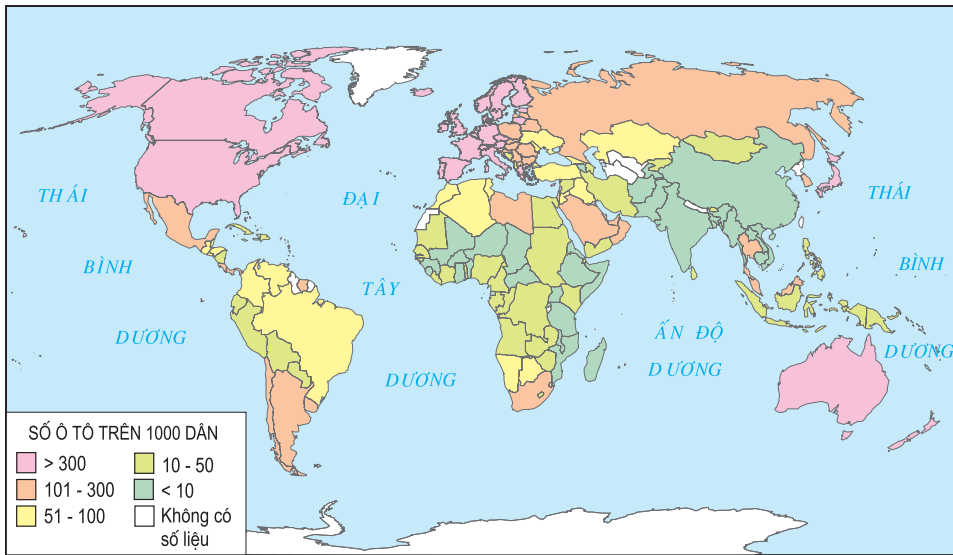 THÁI
ĐẠI
THÁI
BÌNH
TÂY
BÌNH
DƯƠNG
DƯƠNG
ẤN ĐỘ
DƯƠNG
DƯƠNG
SỐ Ô TÔ TRÊN 1000 DÂN
> 300
10 - 50
101 - 300
< 10
51 - 100
Không có
số liệu